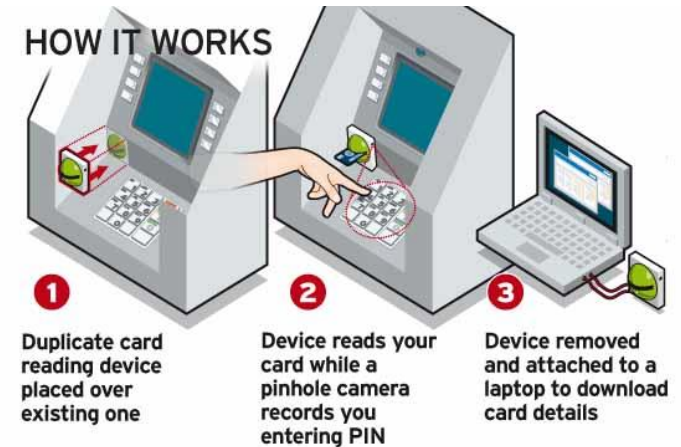 HOW IT WORKS
1
Duplicate card
reading device
placed over
existing one
2
Device reads your
card while a
pinhole camera
records you
entering PIN
3
Device removed
and attached to a
laptop to download
card details